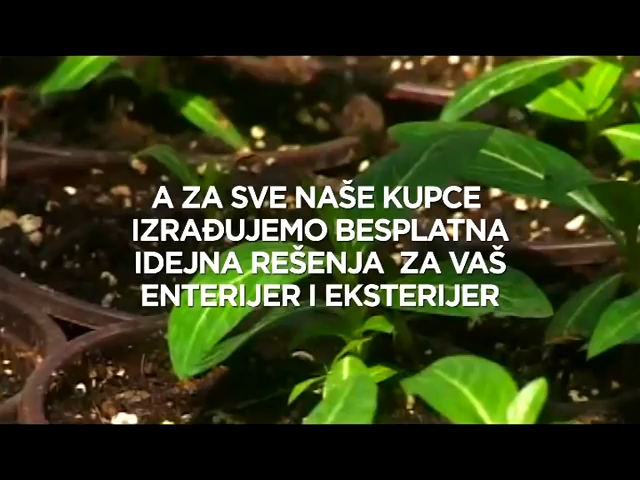 A ZA SVE NAŠE KUPCE
IZRAĐUJEMO BESPLATNA
IDEJNA REŠENJA ZA VAŠ
ENTERIJER I EKSTERIJER